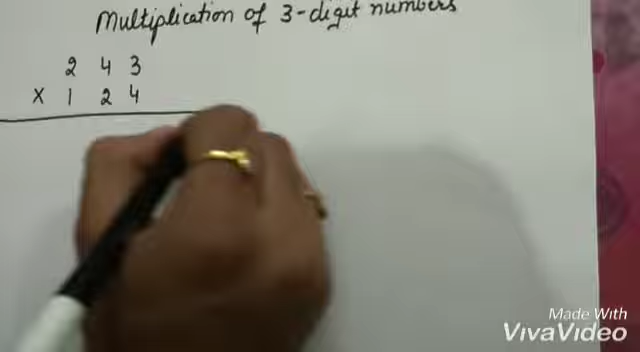 Multiplication of 3-digit numbers
2 4 3
x 1 2 4
Made With
VivaVideo